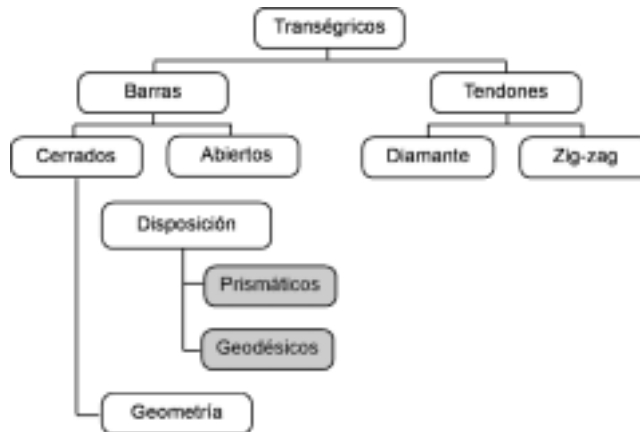 Transégricos
Barras
Tendones
Cerrados
Abiertos
Diamante
Zig-zag
Disposición
Prismáticos
Geodésicos
Geometría